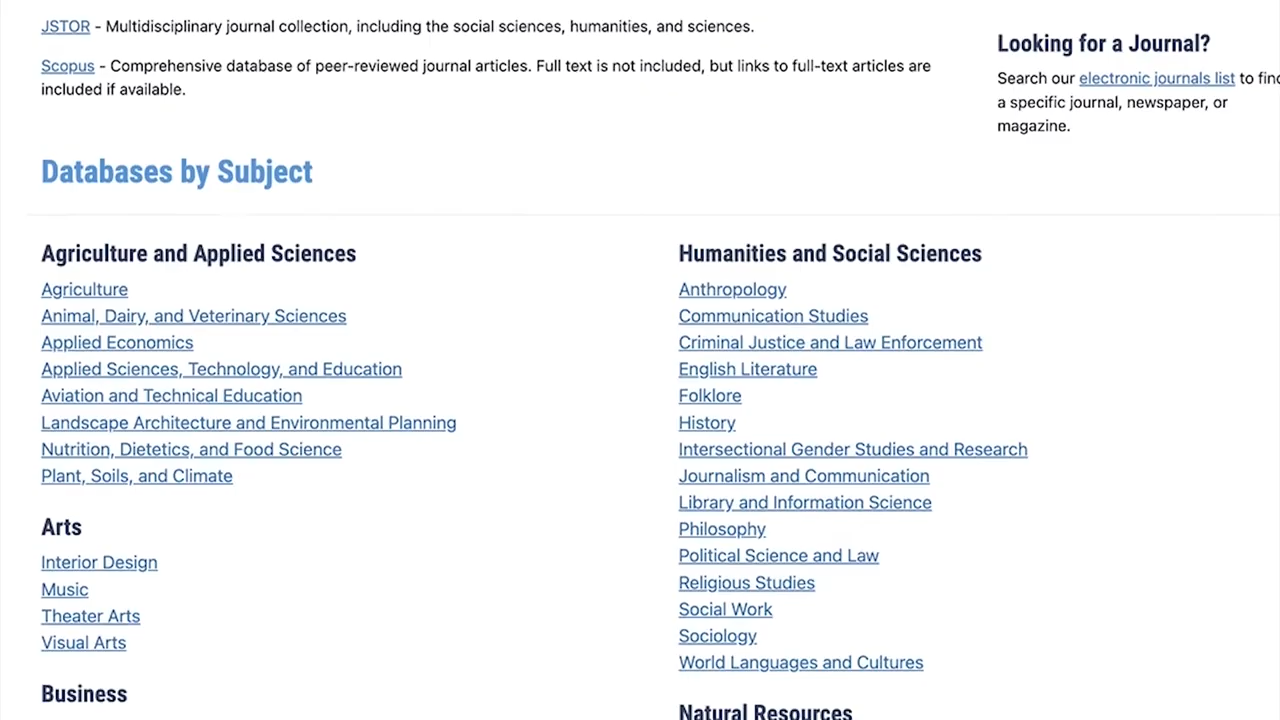 JSTOR - Multidisciplinary journal collection, including the social sciences, humanities, and sciences.
Scopus - Comprehensive database of peer-reviewed journal articles. Full text is not included, but links to full-text articles are
included if available.
Looking for a Journal?
Search our electronic journals list to find
a specific journal, newspaper, or
magazine.
Databases by Subject
Agriculture and Applied Sciences
Agriculture
Animal, Dairy, and Veterinary Sciences
Applied Economics
Applied Sciences, Technology, and Education
Aviation and Technical Education
Landscape Architecture and Environmental Planning
Nutrition, Dietetics, and Food Science
Plant, Soils, and Climate
Arts
Interior Design
Music
Theater Arts
Visual Arts
Business
Humanities and Social Sciences
Anthropology
Communication Studies
Criminal Justice and Law Enforcement
English Literature
Folklore
History
Intersectional Gender Studies and Research
Journalism and Communication
Library and Information Science
Philosophy
Political Science and Law
Religious Studies
Social Work
Sociology
World Languages and Cultures
Natural Resources